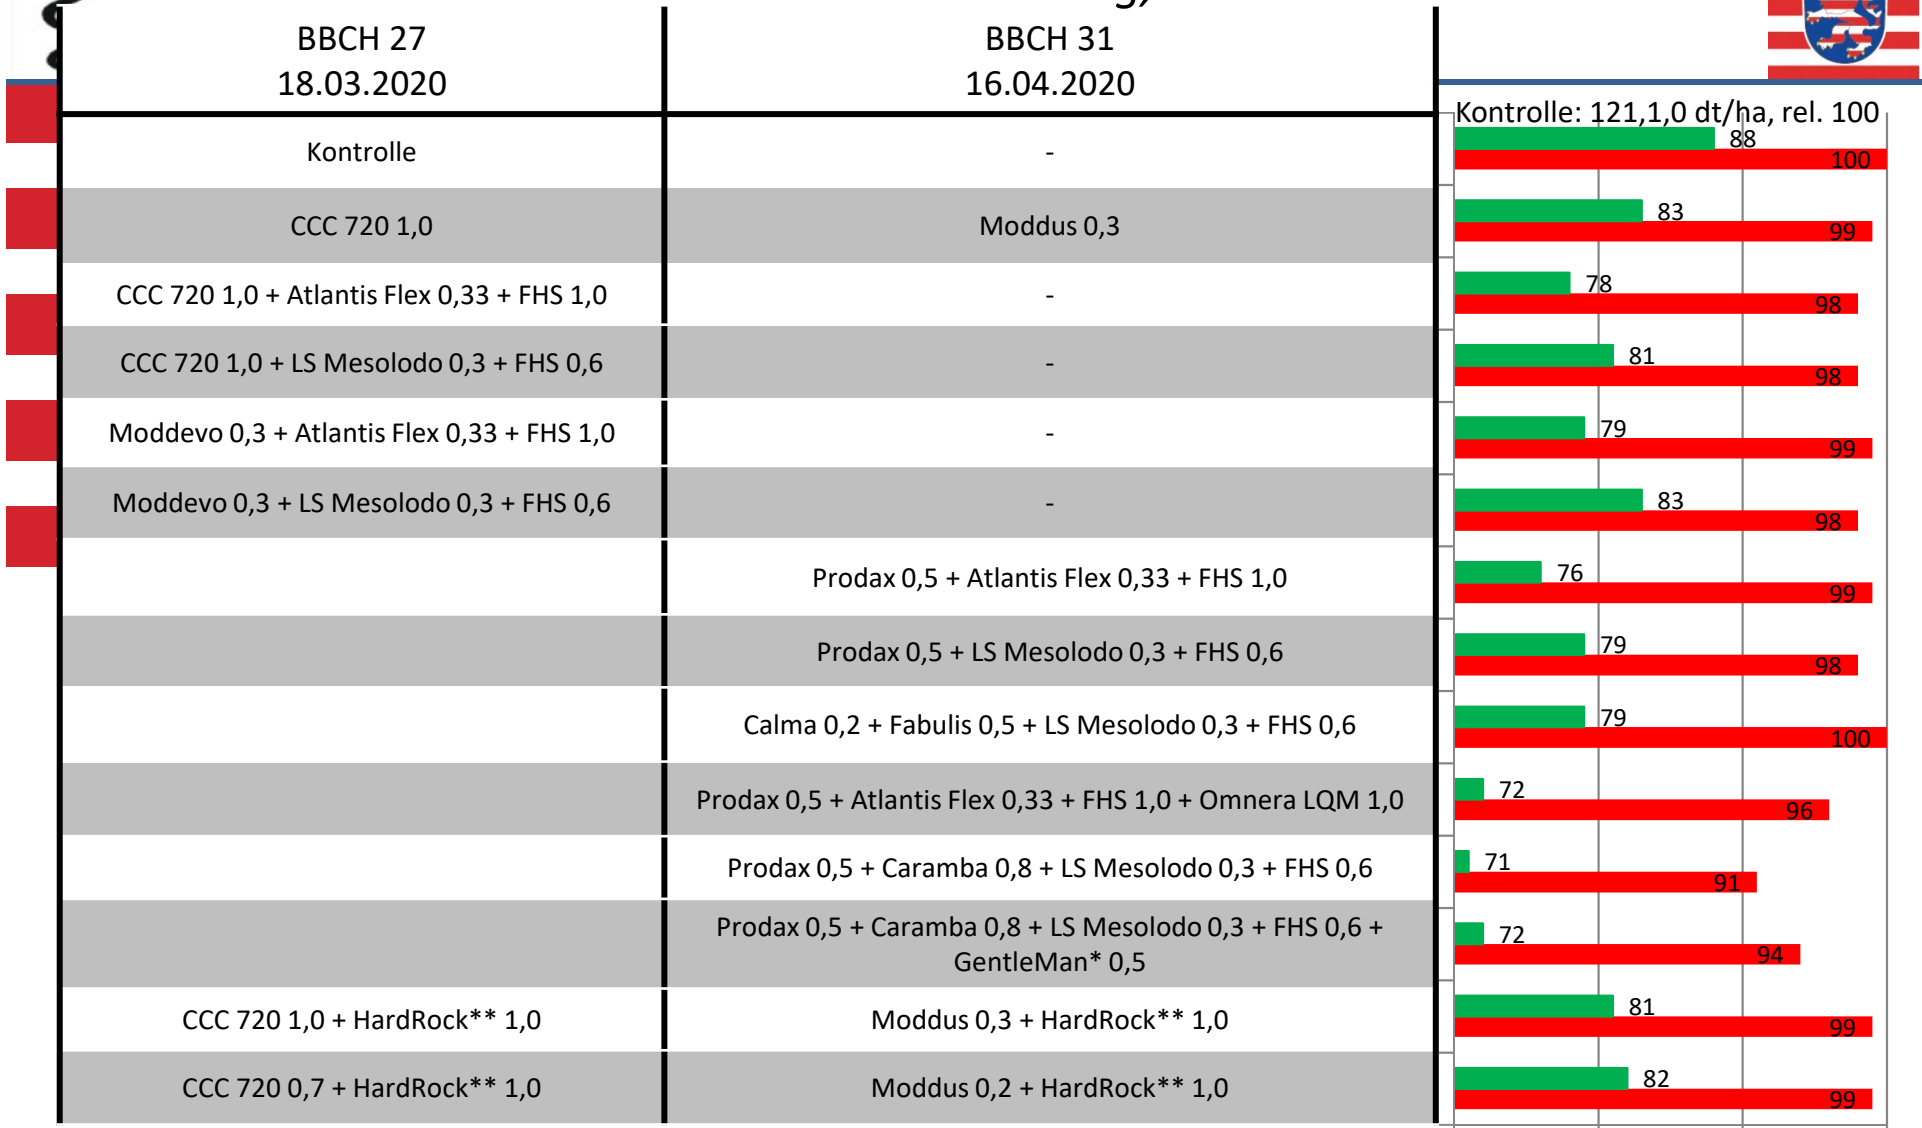 BBCH 27
18.03.2020
BBCH 31
16.04.2020
Kontrolle: 121,1,0 dt/ha, rel. 100
Kontrolle
-
88
100
CCC 720 1,0
Moddus 0,3
83
99
CCC 720 1,0 + Atlantis Flex 0,33 + FHS 1,0
-
78
98
CCC 720 1,0 + LS Mesolodo 0,3 + FHS 0,6
-
81
98
Moddevo 0,3 + Atlantis Flex 0,33 + FHS 1,0
-
79
99
Moddevo 0,3 + LS Mesolodo 0,3 + FHS 0,6
-
83
98
Prodax 0,5 + Atlantis Flex 0,33 + FHS 1,0
76
99
Prodax 0,5 + LS Mesolodo 0,3 + FHS 0,6
79
98
Calma 0,2 + Fabulis 0,5 + LS Mesolodo 0,3 + FHS 0,6
79
100
Prodax 0,5 + Atlantis Flex 0,33 + FHS 1,0 + Omnera LQM 1,0
72
96
Prodax 0,5 + Caramba 0,8 + LS Mesolodo 0,3 + FHS 0,6
71
91
Prodax 0,5 + Caramba 0,8 + LS Mesolodo 0,3 + FHS 0,6 +
GentleMan* 0,5
72
94
CCC 720 1,0 + HardRock** 1,0
Moddus 0,3 + HardRock** 1,0
81
99
CCC 720 0,7 + HardRock** 1,0
Moddus 0,2 + HardRock** 1,0
82
99